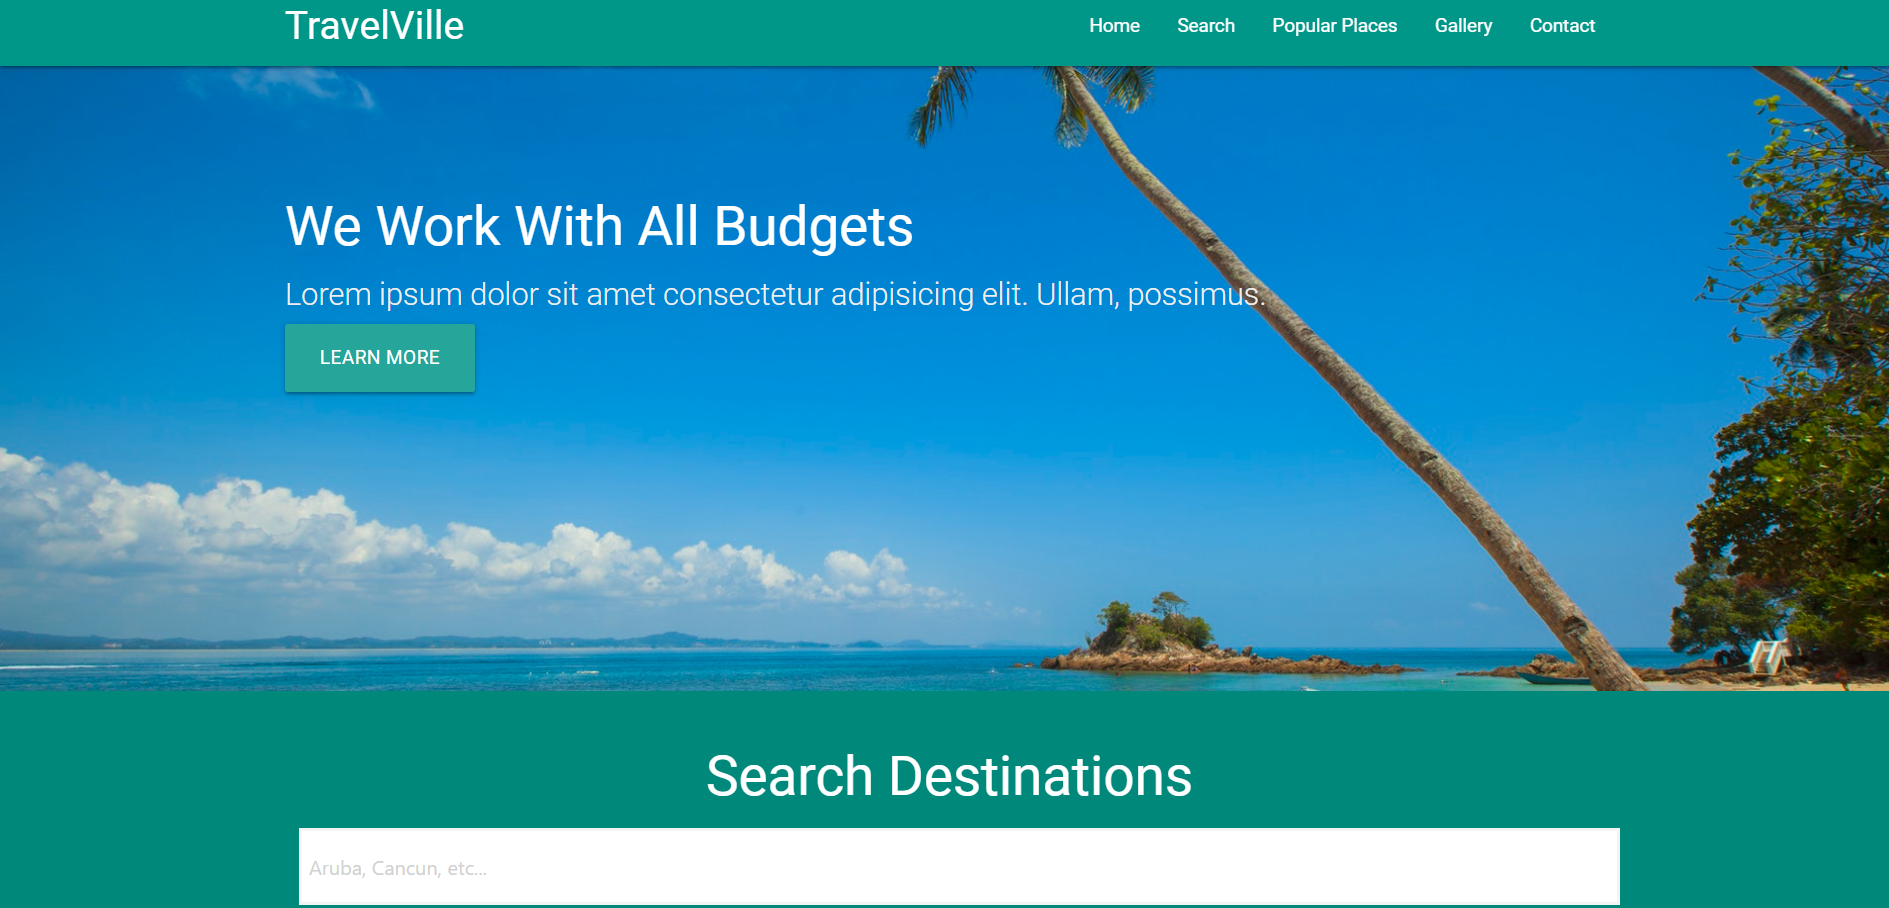 TravelVille
Home Search Popular Places Gallery Contact
We Work With All Budgets
Lorem ipsum dolor sit amet consectetur adipisicing elit. Ullam, possimus.
LEARN MORE
Search Destinations
Aruba, Cancun, etc...